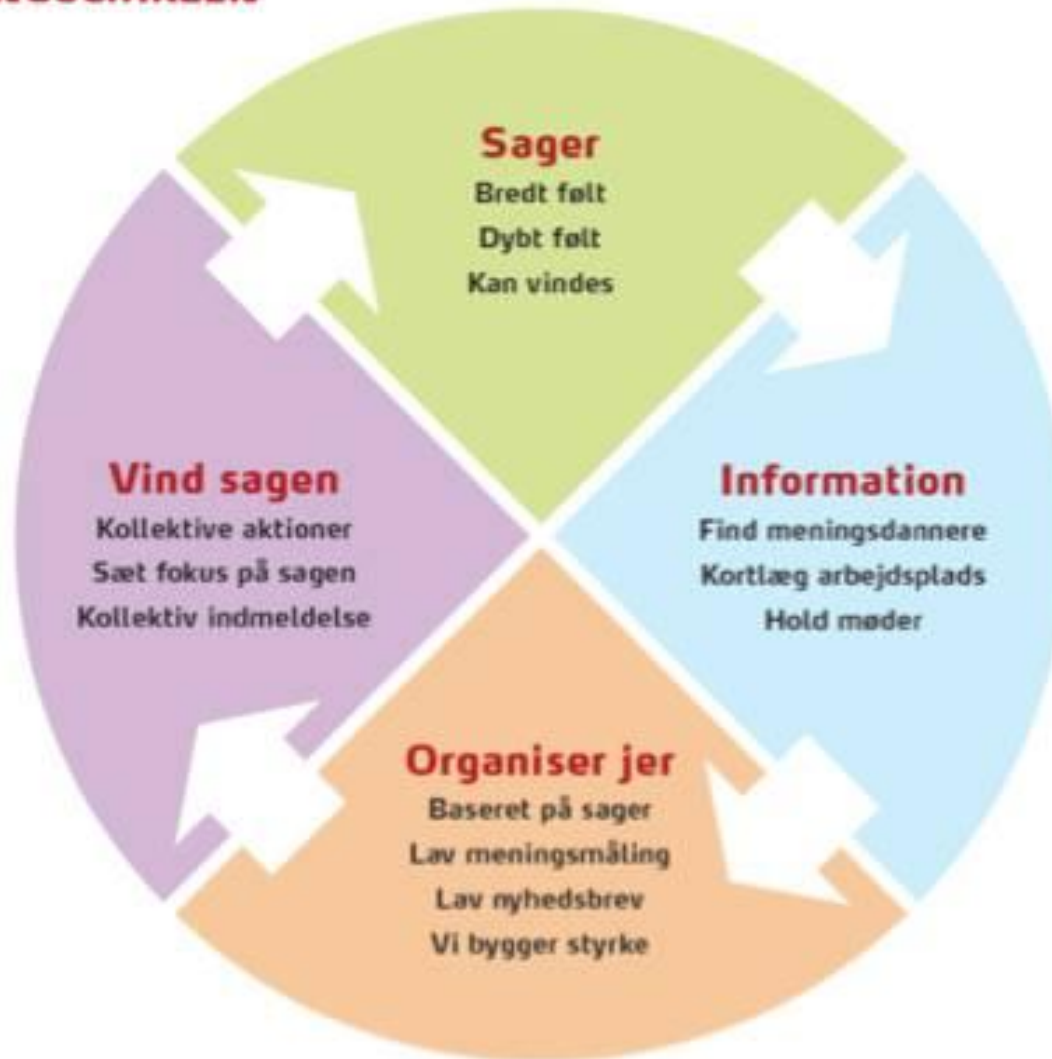 Sager
Bredt følt
Dybt følt
Kan vindes
Information
Find meningsdannere
Kortlæg arbejdsplads
Hold møder
Organiser jer
Baseret på sager
Lav meningsmåling
Lav nyhedsbrev
Vi bygger styrke
Vind sagen
Kollektive aktioner
Sæt fokus på sagen
Kollektiv indmeldelse